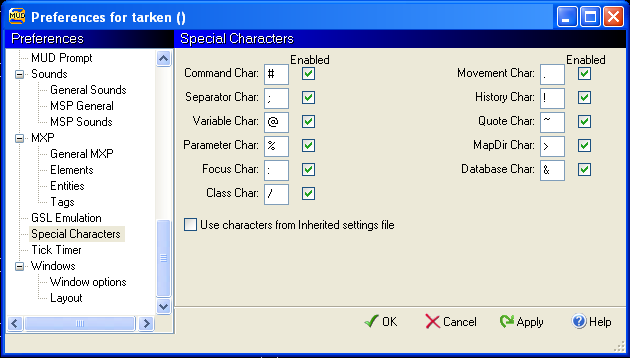 Preferences for tarken ()
Preferences
MUD Prompt
Sounds
General Sounds
MSP General
MSP Sounds
MXP
General MXP
Elements
Entities
Tags
GSL Emulation
Special Characters
Tick Timer
Windows
Window options
Layout
Special Characters
Enabled Enabled
Command Char: # Movement Char: .
Separator Char: ; History Char: !
Variable Char: @ Quote Char: ~
Parameter Char: % MapDir Char: >
Focus Char: : Database Char: &
Class Char: /
Use characters from Inherited settings file
OK Cancel Apply Help